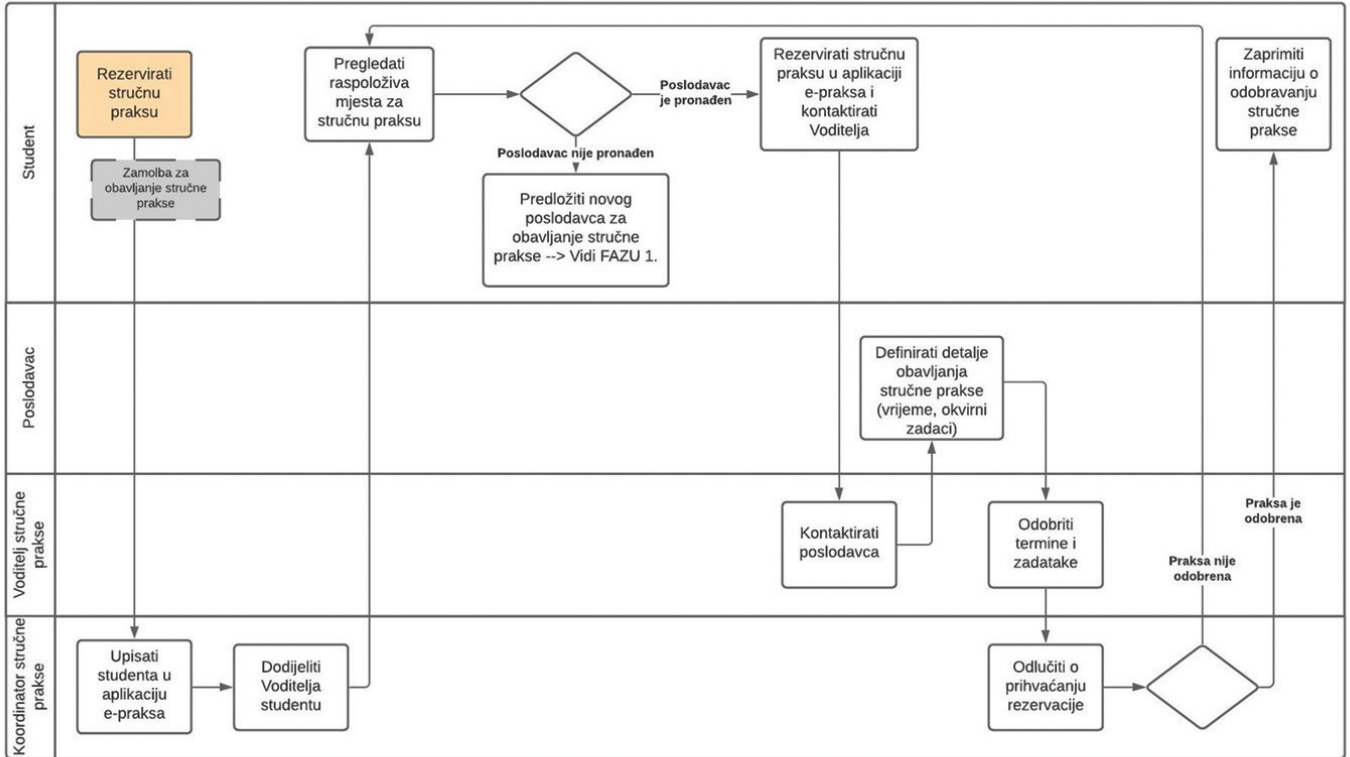 Student
Rezervirati
stručnu
praksu
Zamolba za
obavljanje stručne
prakse
Pregledati
raspoloživa
mjesta za
stručnu praksu
Poslodavac
je pronađen
Poslodavac nije pronađen
Predložiti novog
poslodavca za
obavljanje stručne
prakse --> Vidi FAZU 1.
Rezervirati stručnu
praksu u aplikaciji
e-praksa i
kontaktirati
Voditelja
Zaprimiti
informaciju o
odobravanju
stručne
prakse
Poslodavac
Definirati detalje
obavljanja
stručne prakse
(vrijeme, okvirni
zadaci)
Voditelj stručne
prakse
Kontaktirati
poslodavca
Odobriti
termine i
zadatake
Praksa nije
odobrena
Praksa je
odobrena
Koordinator stručne
prakse
Upisati
studenta u
aplikaciju
e-praksa
Dodijeliti
Voditelja
studentu
Odlučiti o
prihvaćanju
rezervacije